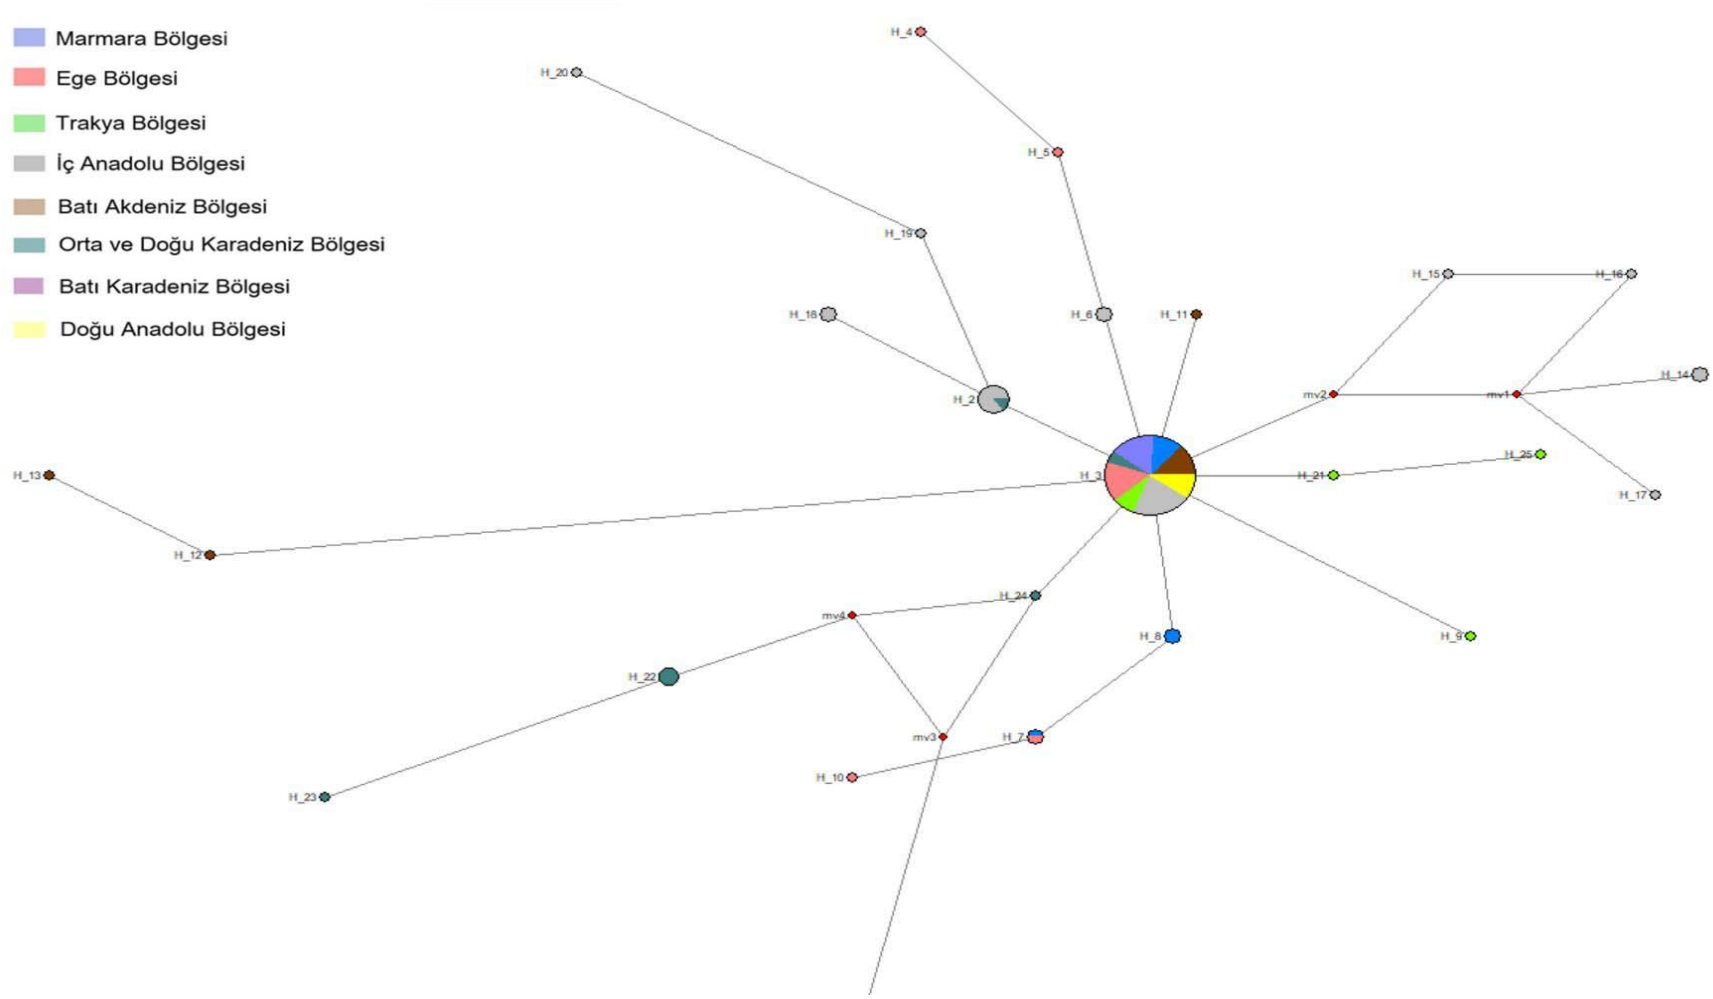 Marmara Bölgesi
Ege Bölgesi
Trakya Bölgesi
İç Anadolu Bölgesi
Batı Akdeniz Bölgesi
Orta ve Doğu Karadeniz Bölgesi
Batı Karadeniz Bölgesi
Doğu Anadolu Bölgesi
H_4
H_20
H_5
H_19
H_15
H_16
H_18
H_6
H_11
H_14
mv2
mv1
H_2
H_25
H_13
H_3
H_21
H_17
H_12
H_24
mv4
H_8
H_9
H_22
mv3
H_7
H_10
H_23